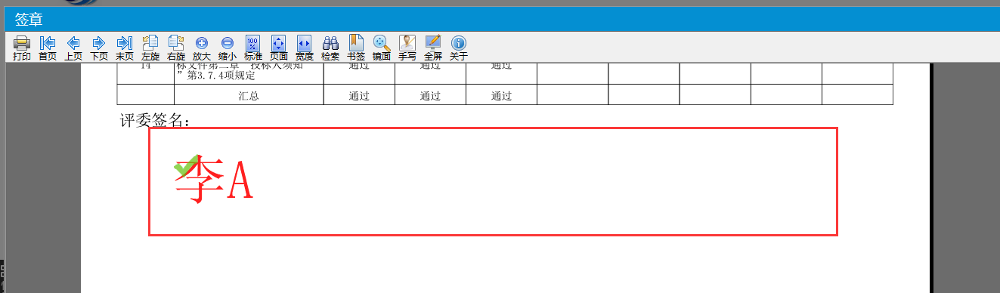 签章
打印 首页 上页 下页 末页 左旋 右旋 放大 缩小 标准 页面 宽度 检索 书签 镜面 手写 全屏 关于
14 标文件第二章“投标人须知 通过 通过 通过
”第3.7.4项规定
汇总 通过 通过 通过
评委签名:
李A